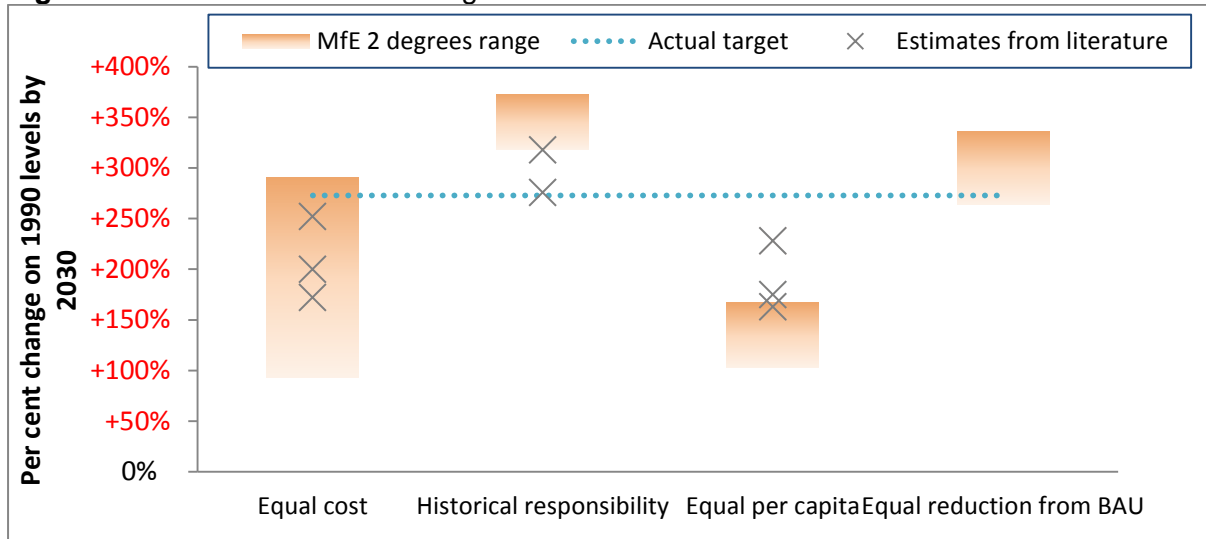 MfE 2 degrees range
Actual target
Estimates from literature
Per cent change on 1990 levels by
2030
+400%
+350%
+300%
+250%
+200%
+150%
+100%
+50%
0%
Equal cost
Historical responsibility
Equal per capita
Equal reduction from BAU